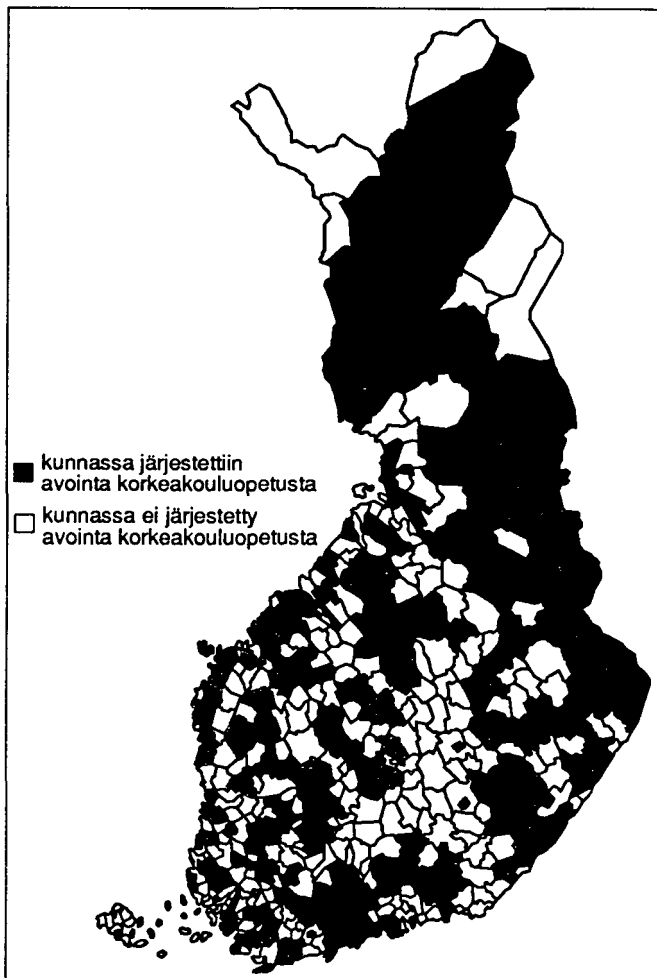 kunnassa järjestettiin
avointa korkeakouluopetusta
kunnassa ei järjestetty
avointa korkeakouluopetusta